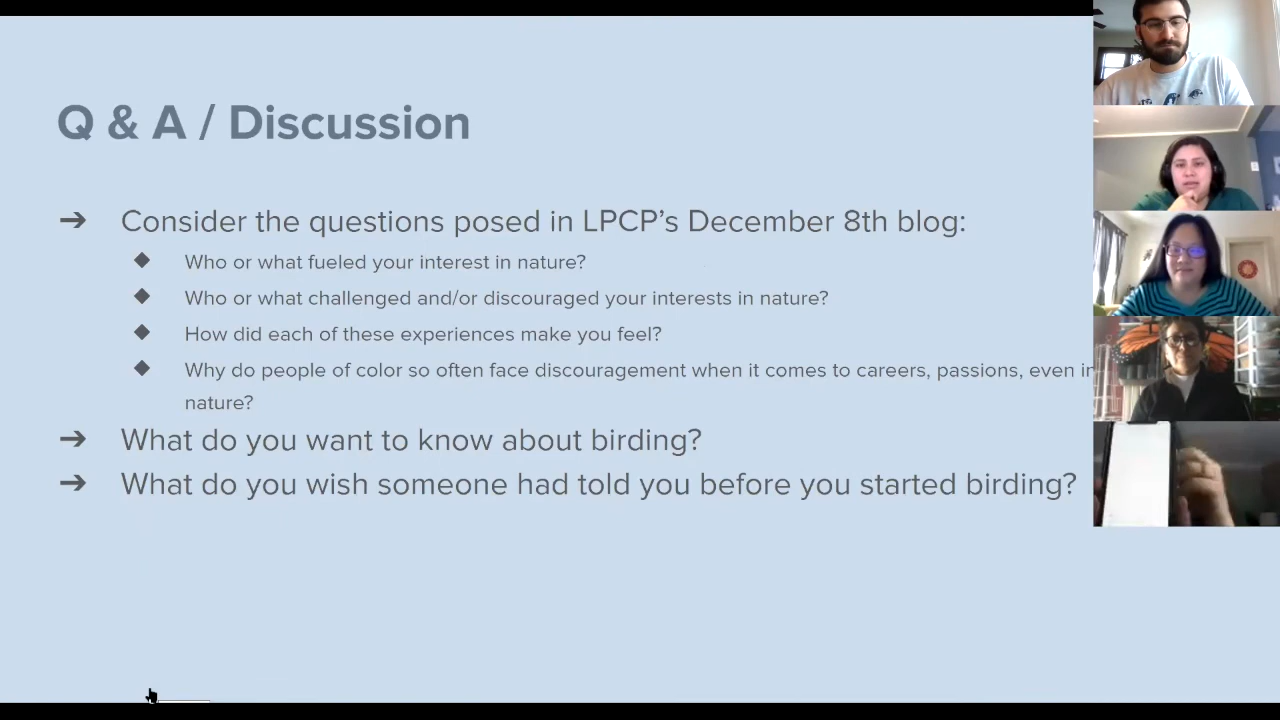 Q & A / Discussion
➔ Consider the questions posed in LPCP’s December 8th blog:
◆ Who or what fueled your interest in nature?
◆ Who or what challenged and/or discouraged your interests in nature?
◆ How did each of these experiences make you feel?
◆ Why do people of color so often face discouragement when it comes to careers, passions, even in
nature?
➔ What do you want to know about birding?
➔ What do you wish someone had told you before you started birding?